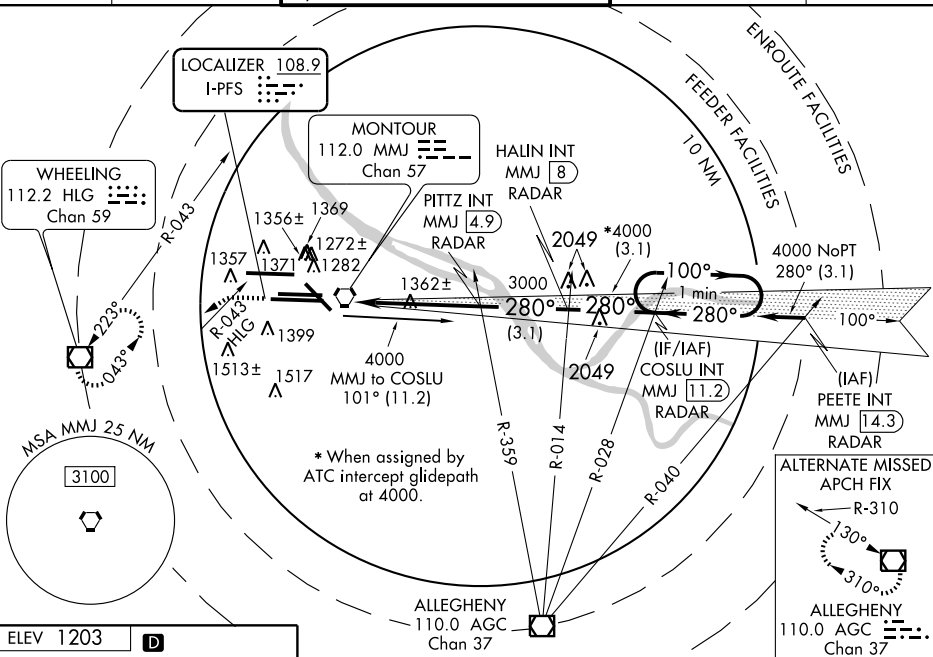 LOCALIZER 108.9
I-PFS
ENROUTE FACILITIES
FEEDER FACILITIES
10 NM
MONTOUR
112.0 MMJ
Chan 57
WHEELING
112.2 HLG
Chan 59
R-043
HALIN INT
MMJ 8
RADAR
PITTZ INT
MMJ 4.9
RADAR
1356±
1369
1272±
1282
1357
1371
1362±
1399
1513±
1517
R-043
HLG
223°
043°
2049
*4000
(3.1)
3000
280°
(3.1)
280°
2049
100°
1 min
280°
4000 NoPT
280° (3.1)
100°
4000
MMJ to COSLU
101° (11.2)
(IF/IAF)
COSLU INT
MMJ 11.2
RADAR
(IAF)
PEETE INT
MMJ 14.3
RADAR
R-359
R-014
R-028
R-040
* When assigned by
ATC intercept glidepath
at 4000.
MSA MMJ 25 NM
3100
ALTERNATE MISSED
APCH FIX
R-310
130°
310°
ALLEGHENY
110.0 AGC
Chan 37
ALLEGHENY
110.0 AGC
Chan 37
ELEV 1203
D